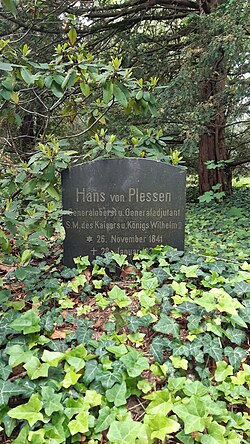 Hans von Plessen
Generaloberst u. Generaladjutant
S.M. des Kaisers u. Königs Wilhelm II
* 26. November 1841
†